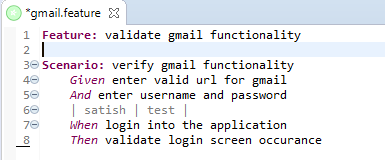 *gmail.feature
1 Feature: validate gmail functionality
2
3 Scenario: verify gmail functionality
4 Given enter valid url for gmail
5 And enter username and password
6 | satish | test |
7 When login into the application
8 Then validate login screen occurance